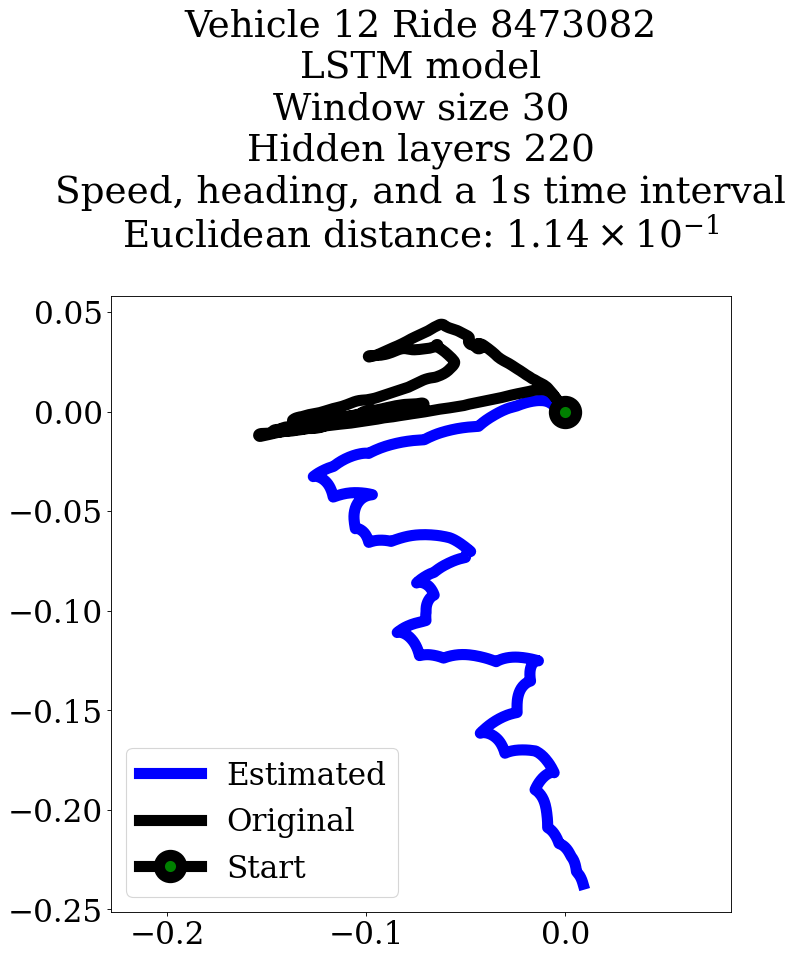 Vehicle 12 Ride 8473082
LSTM model
Window size 30
Hidden layers 220
Speed, heading, and a 1s time interval
Euclidean distance: 1.14 × 10⁻¹
0.05
0.00
−0.05
−0.10
−0.15
−0.20
−0.25
Estimated
Original
Start
−0.2
−0.1
0.0